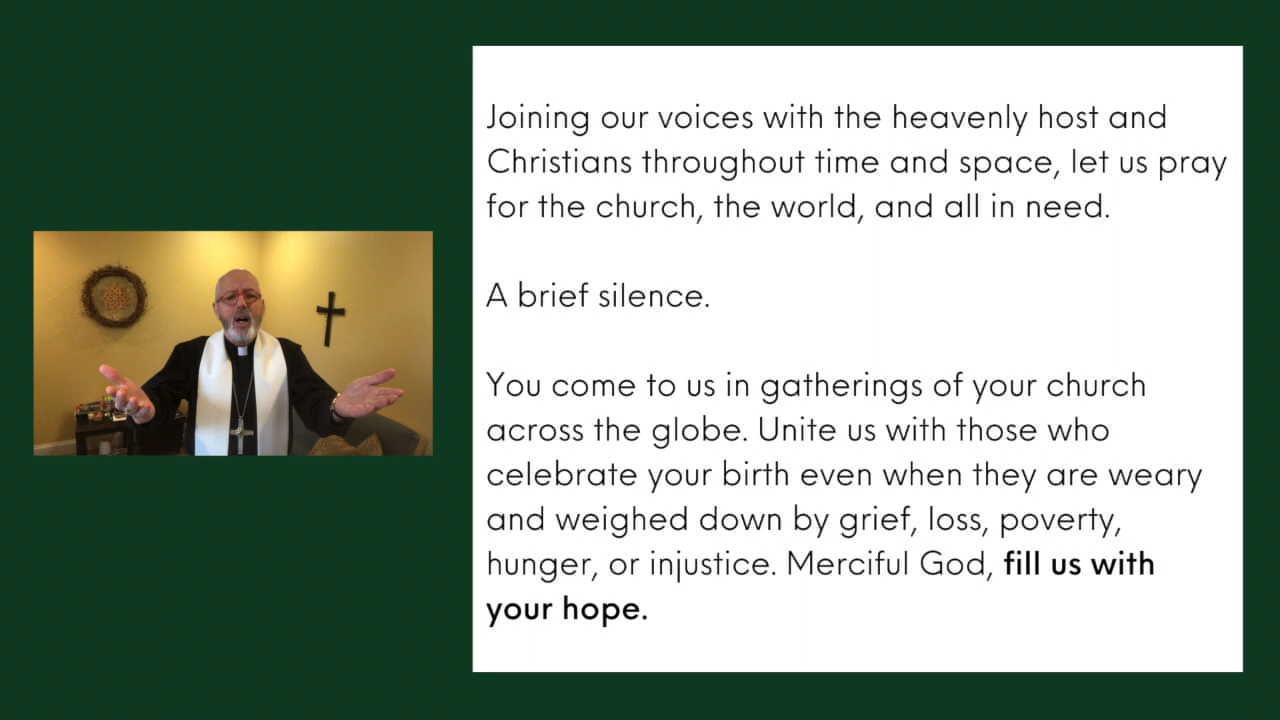 Joining our voices with the heavenly host and
Christians throughout time and space, let us pray
for the church, the world, and all in need.
A brief silence.
You come to us in gatherings of your church
across the globe. Unite us with those who
celebrate your birth even when they are weary
and weighed down by grief, loss, poverty,
hunger, or injustice. Merciful God, fill us with
your hope.